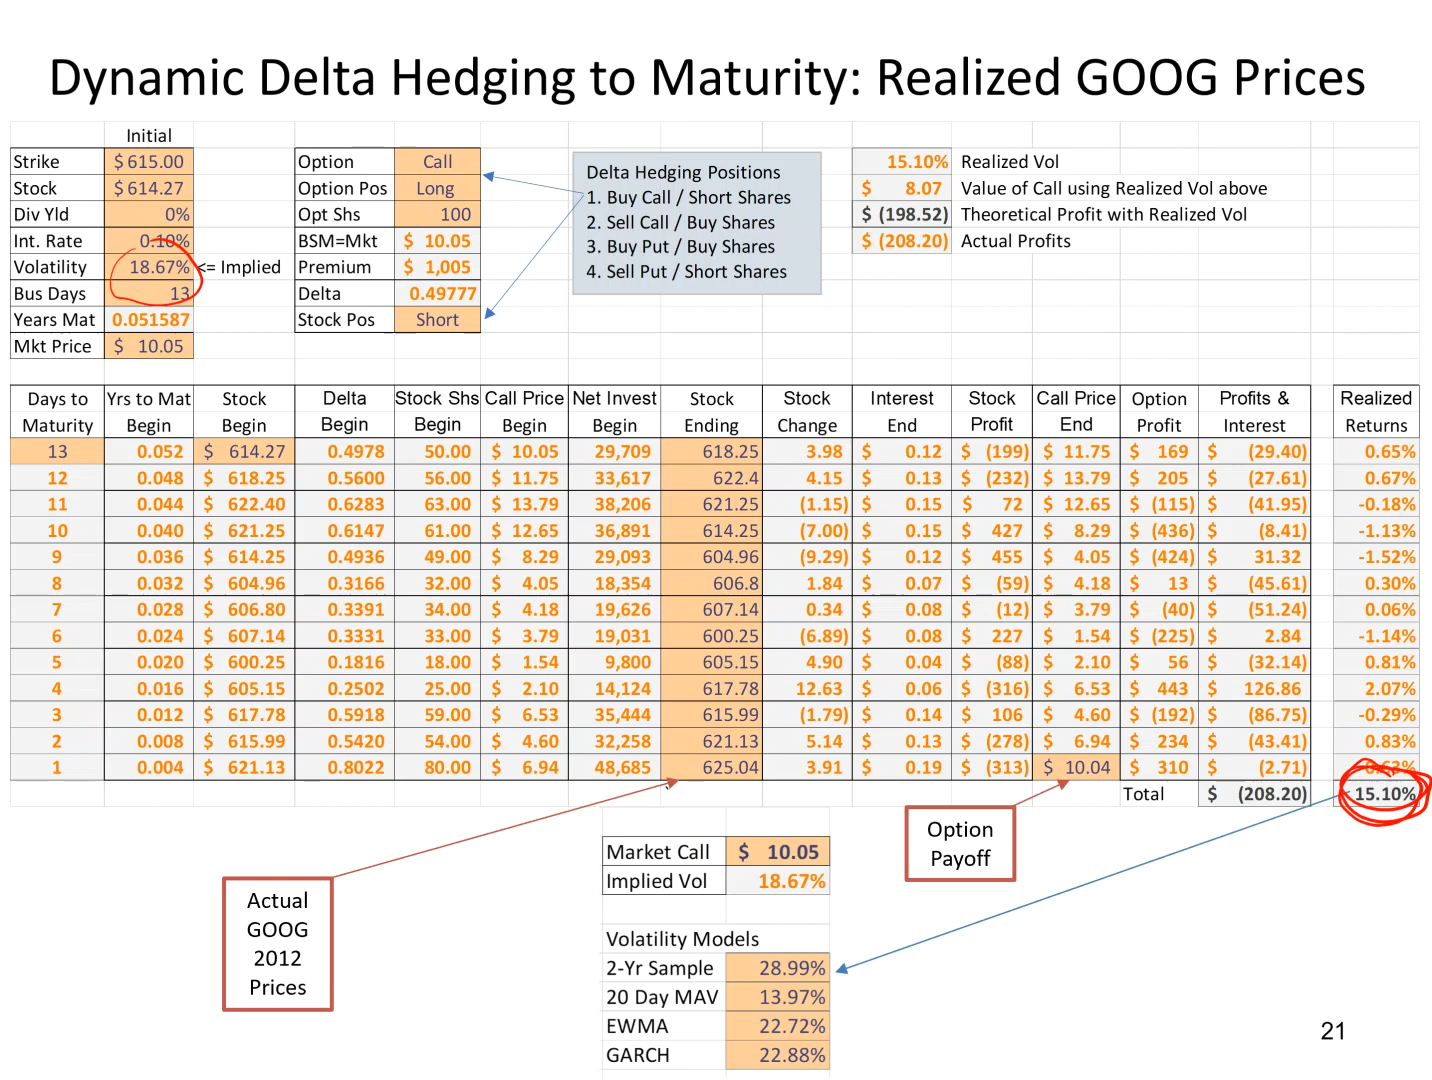 Dynamic Delta Hedging to Maturity: Realized GOOG Prices
Initial
Strike $ 615.00
Stock $ 614.27
Div Yld 0%
Int. Rate 0.10%
Volatility 18.67% <= Implied
Bus Days 13
Years Mat 0.051587
Mkt Price $ 10.05
Option Call
Option Pos Long
Opt Shs 100
BSM=Mkt $ 10.05
Premium $ 1,005
Delta 0.49777
Stock Pos Short
Delta Hedging Positions
1. Buy Call / Short Shares
2. Sell Call / Buy Shares
3. Buy Put / Buy Shares
4. Sell Put / Short Shares
15.10% Realized Vol
$ 8.07 Value of Call using Realized Vol above
$ (198.52) Theoretical Profit with Realized Vol
$ (208.20) Actual Profits
Days to Yrs to Mat Stock Delta Stock Shs Call Price Net Invest Stock Stock Interest Stock Call Price Option Profits & Realized
Maturity Begin Begin Begin Begin Begin Begin Ending Change End Profit End Profit Interest Returns
13 0.052 $ 614.27 0.4978 50.00 $ 10.05 29,709 618.25 3.98 $ 0.12 $ (199) $ 11.75 $ 169 $ (29.40) 0.65%
12 0.048 $ 618.25 0.5600 56.00 $ 11.75 33,617 622.4 4.15 $ 0.13 $ (232) $ 13.79 $ 205 $ (27.61) 0.67%
11 0.044 $ 622.40 0.6283 63.00 $ 13.79 38,206 621.25 (1.15) $ 0.15 $ 72 $ 12.65 $ (115) $ (41.95) -0.18%
10 0.040 $ 621.25 0.6147 61.00 $ 12.65 36,891 614.25 (7.00) $ 0.15 $ 427 $ 8.29 $ (436) $ (8.41) -1.13%
9 0.036 $ 614.25 0.4936 49.00 $ 8.29 29,093 604.96 (9.29) $ 0.12 $ 455 $ 4.05 $ (424) $ 31.32 -1.52%
8 0.032 $ 604.96 0.3166 32.00 $ 4.05 18,354 606.8 1.84 $ 0.07 $ (59) $ 4.18 $ 13 $ (45.61) 0.30%
7 0.028 $ 606.80 0.3391 34.00 $ 4.18 19,626 607.14 0.34 $ 0.08 $ (12) $ 3.79 $ (40) $ (51.24) 0.06%
6 0.024 $ 607.14 0.3331 33.00 $ 3.79 19,031 600.25 (6.89) $ 0.08 $ 227 $ 1.54 $ (225) $ 2.84 -1.14%
5 0.020 $ 600.25 0.1816 18.00 $ 1.54 9,800 605.15 4.90 $ 0.04 $ (88) $ 2.10 $ 56 $ (32.14) 0.81%
4 0.016 $ 605.15 0.2502 25.00 $ 2.10 14,124 617.78 12.63 $ 0.06 $ (316) $ 6.53 $ 443 $ 126.86 2.07%
3 0.012 $ 617.78 0.5918 59.00 $ 6.53 35,444 615.99 (1.79) $ 0.14 $ 106 $ 4.60 $ (192) $ (86.75) -0.29%
2 0.008 $ 615.99 0.5420 54.00 $ 4.60 32,258 621.13 5.14 $ 0.13 $ (278) $ 6.94 $ 234 $ (43.41) 0.83%
1 0.004 $ 621.13 0.8022 80.00 $ 6.94 48,685 625.04 3.91 $ 0.19 $ (313) $ 10.04 $ 310 $ (2.71)
Total $ (208.20) 15.10%
Option
Payoff
Market Call $ 10.05
Implied Vol 18.67%
Actual
GOOG
2012
Prices
Volatility Models
2-Yr Sample 28.99%
20 Day MAV 13.97%
EWMA 22.72%
GARCH 22.88%
21